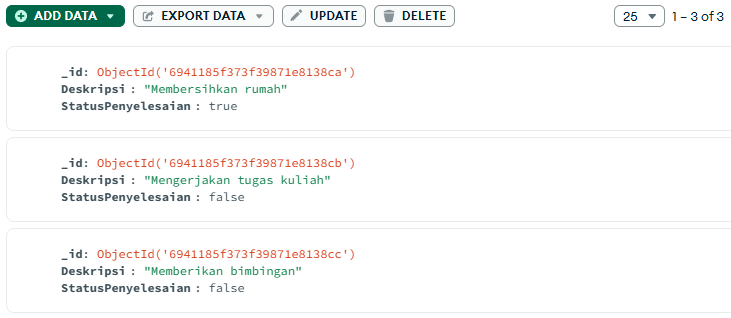 ADD DATA EXPORT DATA UPDATE DELETE 25 1 – 3 of 3
_id: ObjectId('6941185f373f39871e8138ca')
Deskripsi : "Membersihkan rumah"
StatusPenyelesaian : true
_id: ObjectId('6941185f373f39871e8138cb')
Deskripsi : "Mengerjakan tugas kuliah"
StatusPenyelesaian : false
_id: ObjectId('6941185f373f39871e8138cc')
Deskripsi : "Memberikan bimbingan"
StatusPenyelesaian : false